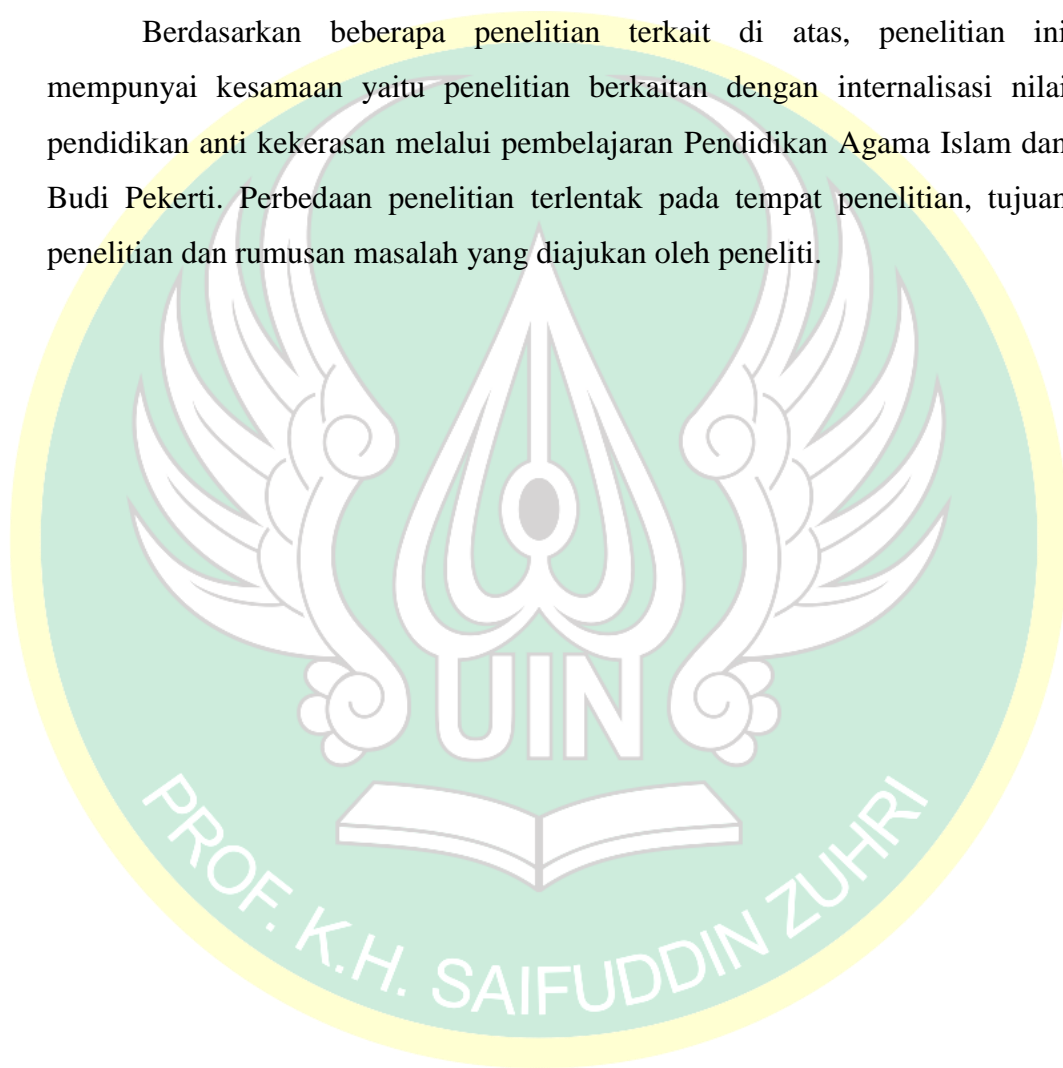 Berdasarkan beberapa penelitian terkait di atas, penelitian ini
mempunyai kesamaan yaitu penelitian berkaitan dengan internalisasi nilai
pendidikan anti kekerasan melalui pembelajaran Pendidikan Agama Islam dan
Budi Pekerti. Perbedaan penelitian terlentak pada tempat penelitian, tujuan
penelitian dan rumusan masalah yang diajukan oleh peneliti.
UIN
PROF. K.H. SAIFUDDIN ZUHRI